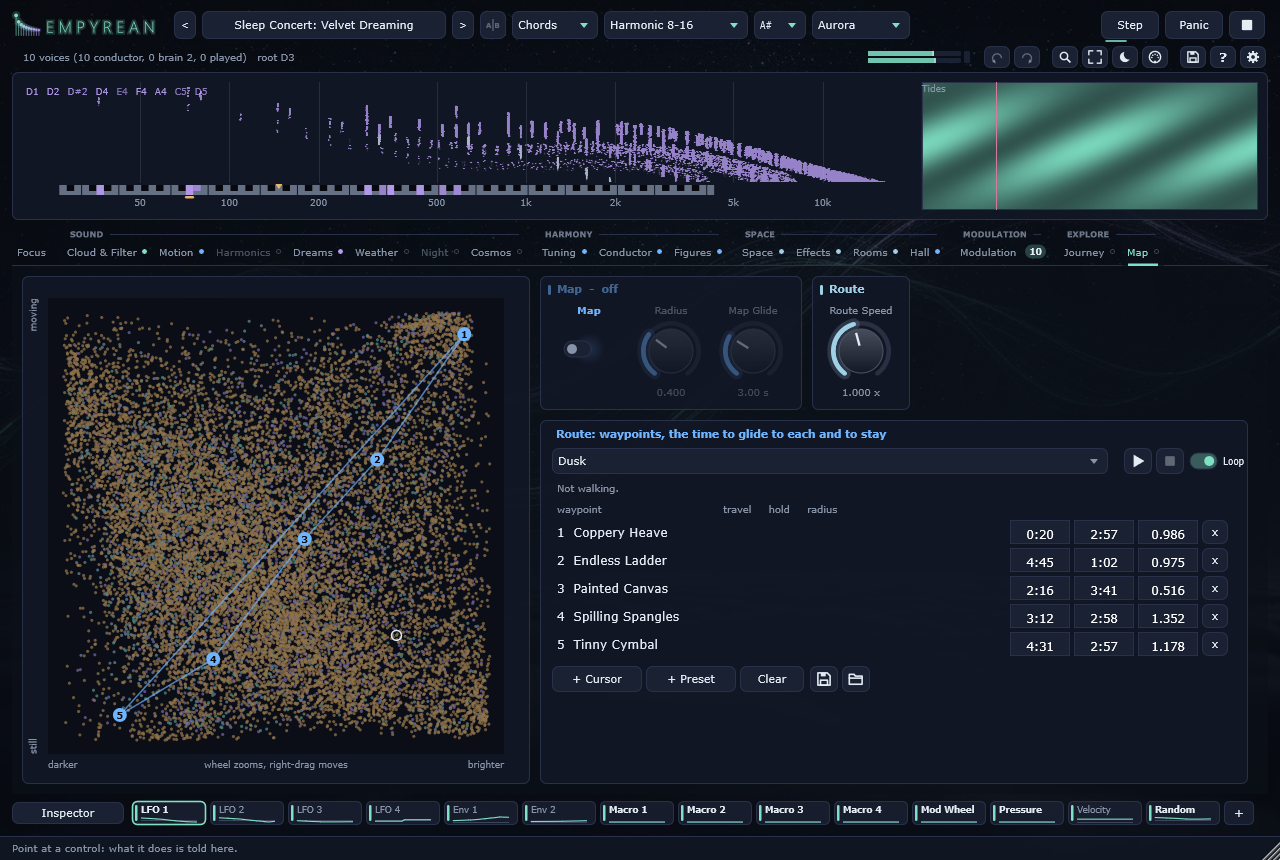 EMPYREAN
< Sleep Concert: Velvet Dreaming > A|B Chords Harmonic 8-16 A# Aurora Step Panic
10 voices (10 conductor, 0 brain 2, 0 played) root D3
?
D1 D2 D#2 D4 E4 F4 A4 C5 D5
Tides
50 100 200 500 1k 2k 5k 10k
SOUND HARMONY SPACE MODULATION EXPLORE
Focus Cloud & Filter Motion Harmonics Dreams Weather Night Cosmos Tuning Conductor Figures Space Effects Rooms Hall Modulation 10 Journey Map
moving
still
1
2
3
4
5
darker wheel zooms, right-drag moves brighter
Map - off
Map Radius Map Glide
0.400 3.00 s
Route
Route Speed
1.000 x
Route: waypoints, the time to glide to each and to stay
Dusk
Loop
Not walking.
waypoint travel hold radius
1 Coppery Heave 0:20 2:57 0.986 x
2 Endless Ladder 4:45 1:02 0.975 x
3 Painted Canvas 2:16 3:41 0.516 x
4 Spilling Spangles 3:12 2:58 1.352 x
5 Tinny Cymbal 4:31 2:57 1.178 x
+ Cursor + Preset Clear
Inspector LFO 1 LFO 2 LFO 3 LFO 4 Env 1 Env 2 Macro 1 Macro 2 Macro 3 Macro 4 Mod Wheel Pressure Velocity Random +
Point at a control: what it does is told here.